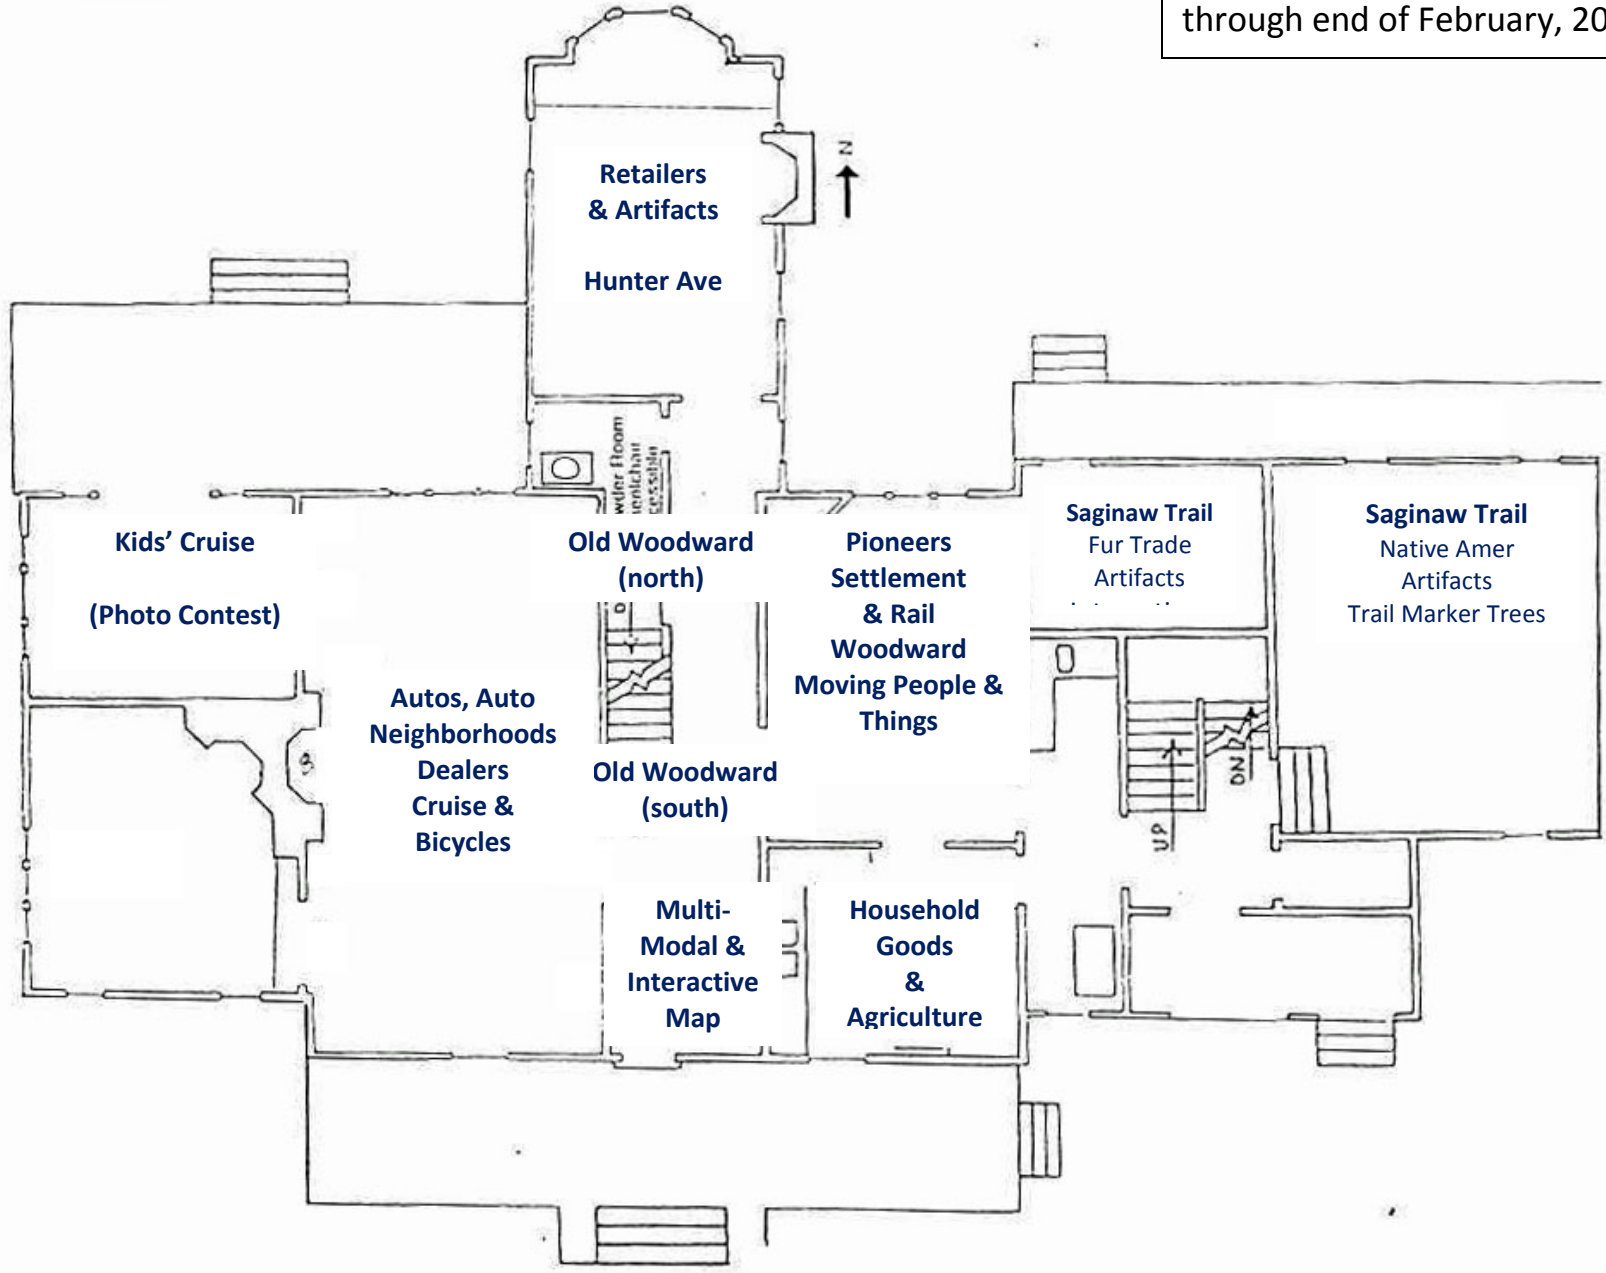 through end of February, 20
N
Retailers
& Artifacts
Hunter Ave
Kids’ Cruise
(Photo Contest)
Old Woodward
(north)
Pioneers
Settlement
& Rail
Woodward
Moving People &
Things
Saginaw Trail
Fur Trade
Artifacts
Saginaw Trail
Native Amer
Artifacts
Trail Marker Trees
Autos, Auto
Neighborhoods
Dealers
Cruise &
Bicycles
Old Woodward
(south)
UP
DN
Multi-
Modal &
Interactive
Map
Household
Goods
&
Agriculture
Room